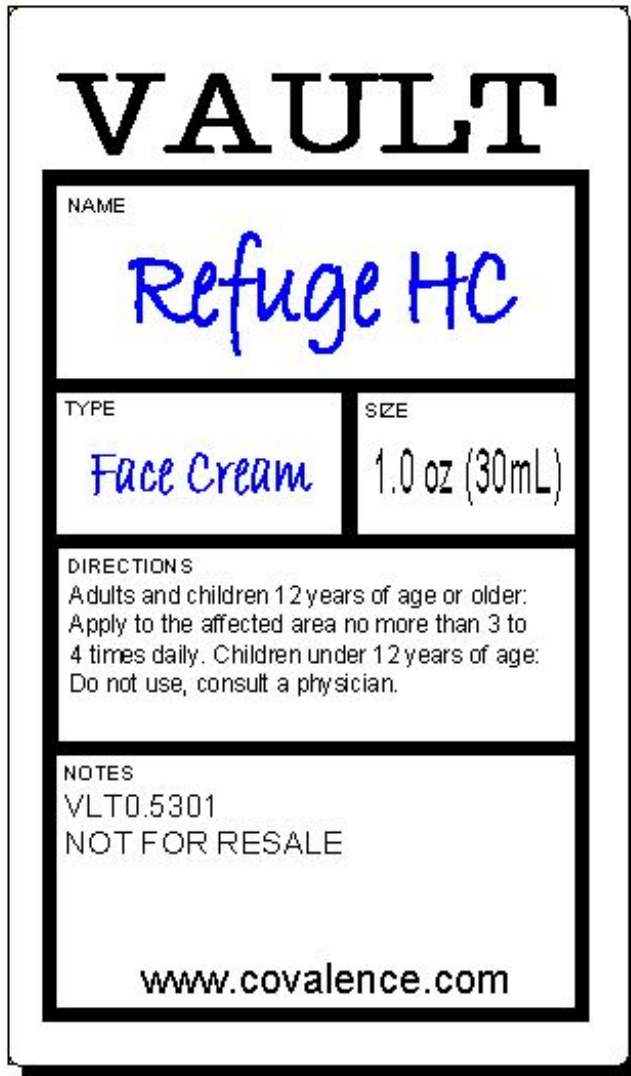 VAULT
NAME
Refuge HC
TYPE
Face Cream
SIZE
1.0 oz (30mL)
DIRECTIONS
Adults and children 12 years of age or older:
Apply to the affected area no more than 3 to
4 times daily. Children under 12 years of age:
Do not use, consult a physician.
NOTES
VLT0.5301
NOT FOR RESALE
www.covalence.com